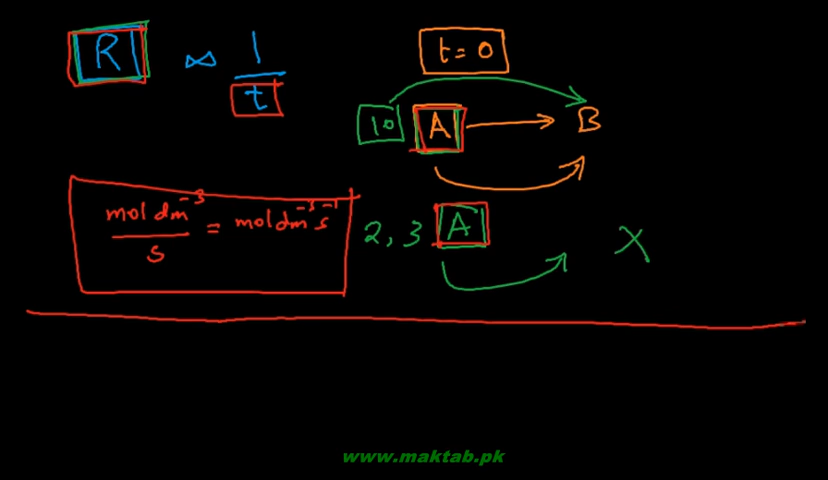 R ∝ 1/t
t = 0
10 A → B
mol dm⁻³/s = mol dm⁻³ s⁻¹
2, 3 A X
www.maktab.pk